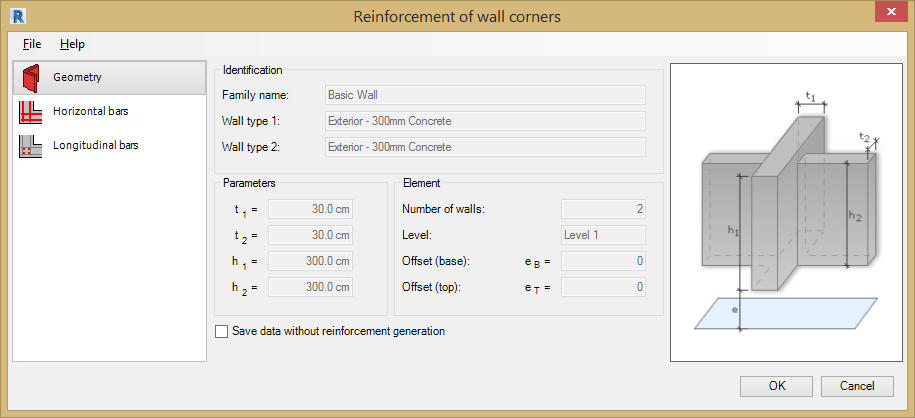 R
Reinforcement of wall corners
x
File Help
Geometry
Horizontal bars
Longitudinal bars
Identification
Family name: Basic Wall
Wall type 1: Exterior - 300mm Concrete
Wall type 2: Exterior - 300mm Concrete
Parameters
t 1 = 30.0 cm
t 2 = 30.0 cm
h 1 = 300.0 cm
h 2 = 300.0 cm
Element
Number of walls: 2
Level: Level 1
Offset (base): e B = 0
Offset (top): e T = 0
Save data without reinforcement generation
t1
t2
h1
h2
e
OK Cancel